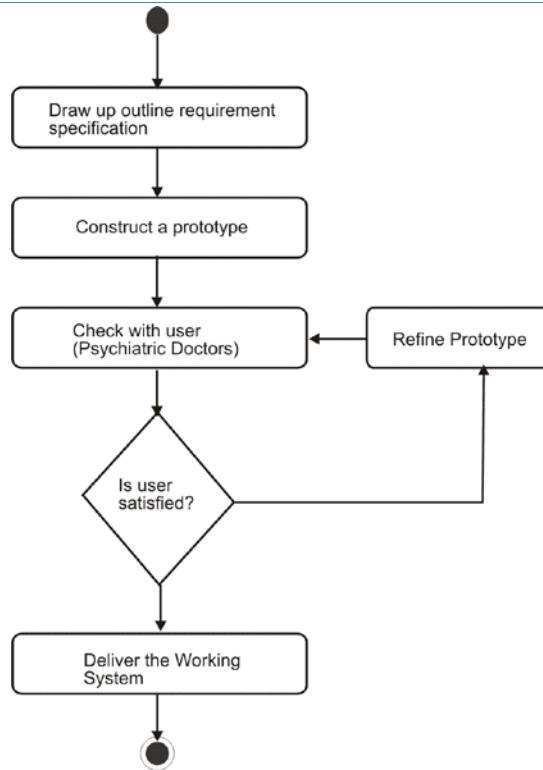 Draw up outline requirement
specification
Construct a prototype
Check with user
(Psychiatric Doctors)
Refine Prototype
Is user
satisfied?
Deliver the Working
System